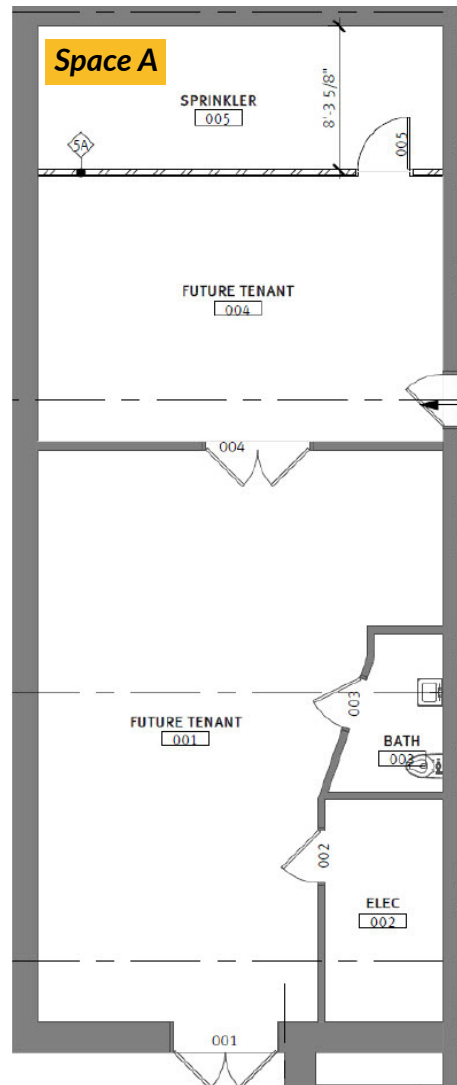 Space A
SPRINKLER
005
8'-3 5/8"
005
5A
FUTURE TENANT
004
004
003
FUTURE TENANT
001
BATH
003
002
ELEC
002
001